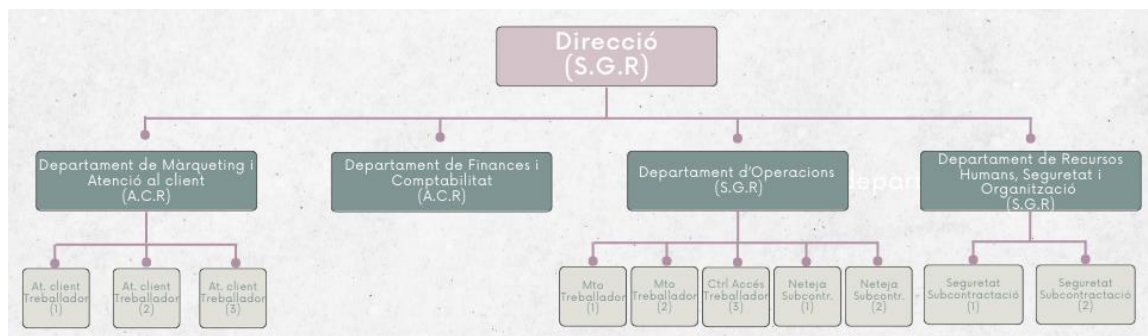 Direcció
(S.G.R)
Departament de Màrqueting i
Atenció al client
(A.C.R)
Departament de Finances i
Comptabilitat
(A.C.R)
Departament d'Operacions
(S.G.R)
Departament de Recursos
Humans, Seguretat i
Organització
(S.G.R)
depar
At. client
Treballador
(1)
At. client
Treballador
(2)
At. client
Treballador
(3)
Mto
Treballador
(1)
Mto
Treballador
(2)
Ctrl Accés
Treballador
(3)
Neteja
Subcontr.
(1)
Neteja
Subcontr.
(2)
Seguretat
Subcontractació
(1)
Seguretat
Subcontractació
(2)